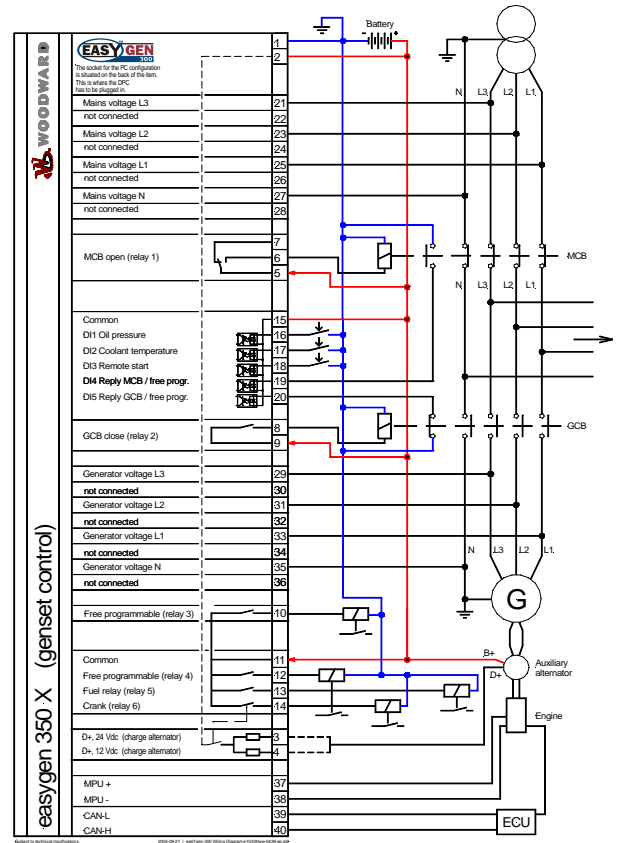 Battery
WOODWARD
easygen 350 X (genset control)
EASY GEN
300
The socket for the PC configuration
is situated on the back of the item.
This is where the DPC
has to be plugged in.
1
2
Mains voltage L3 21
not connected 22
Mains voltage L2 23
not connected 24
Mains voltage L1 25
not connected 26
Mains voltage N 27
not connected 28
N L3 L2 L1
7
MCB open (relay 1) 6
5
MCB
N L3 L2 L1
Common 15
DI1 Oil pressure 16
DI2 Coolant temperature 17
DI3 Remote start 18
DI4 Reply MCB / free progr. 19
DI5 Reply GCB / free progr. 20
GCB close (relay 2) 8
9
GCB
Generator voltage L3 29
not connected 30
Generator voltage L2 31
not connected 32
Generator voltage L1 33
not connected 34
Generator voltage N 35
not connected 36
N L3 L2 L1
G
Free programmable (relay 3) 10
Common 11
Free programmable (relay 4) 12
Fuel relay (relay 5) 13
Crank (relay 6) 14
B+
D+
Auxiliary
alternator
Engine
D+, 24 Vdc (charge alternator) 3
D+, 12 Vdc (charge alternator) 4
MPU + 37
MPU - 38
CAN-L 39
CAN-H 40
ECU
Subject to technical modifications.